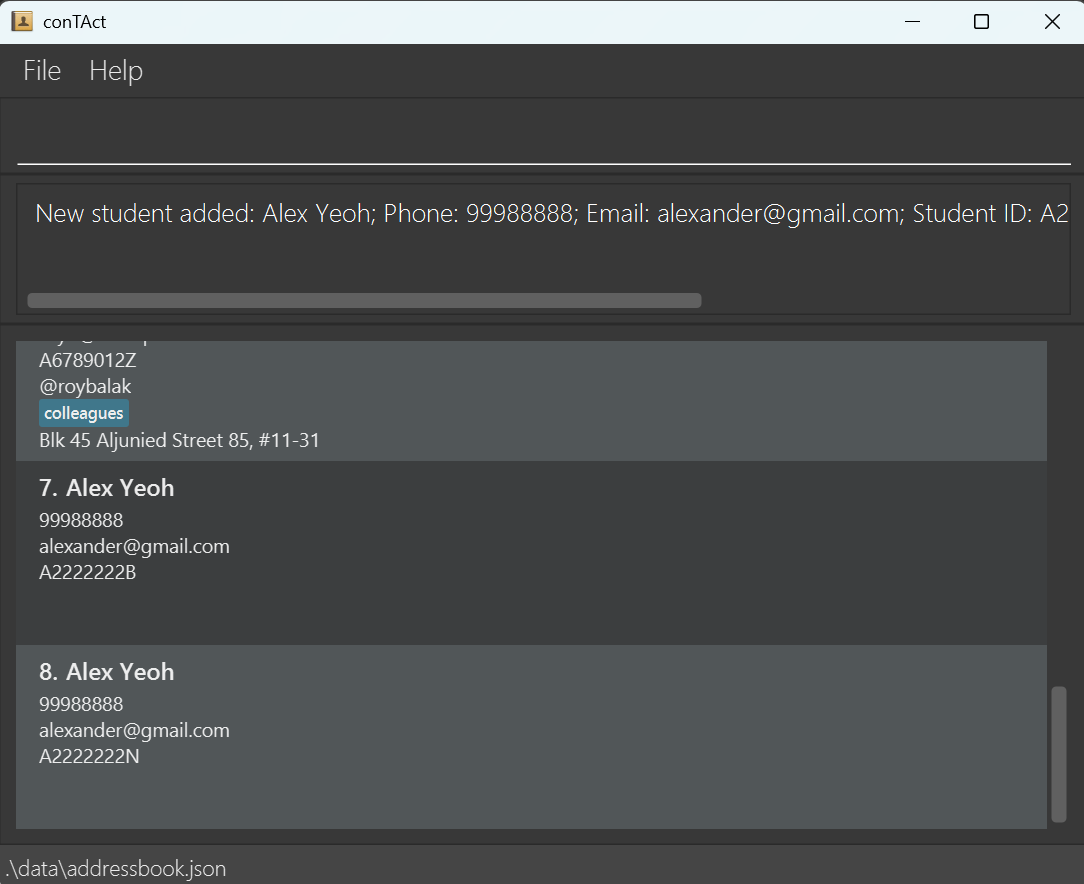 conTAct
File Help
New student added: Alex Yeoh; Phone: 99988888; Email: alexander@gmail.com; Student ID: A2
A6789012Z
@roybalak
colleagues
Blk 45 Aljunied Street 85, #11-31
7. Alex Yeoh
99988888
alexander@gmail.com
A2222222B
8. Alex Yeoh
99988888
alexander@gmail.com
A2222222N
.\data\addressbook.json